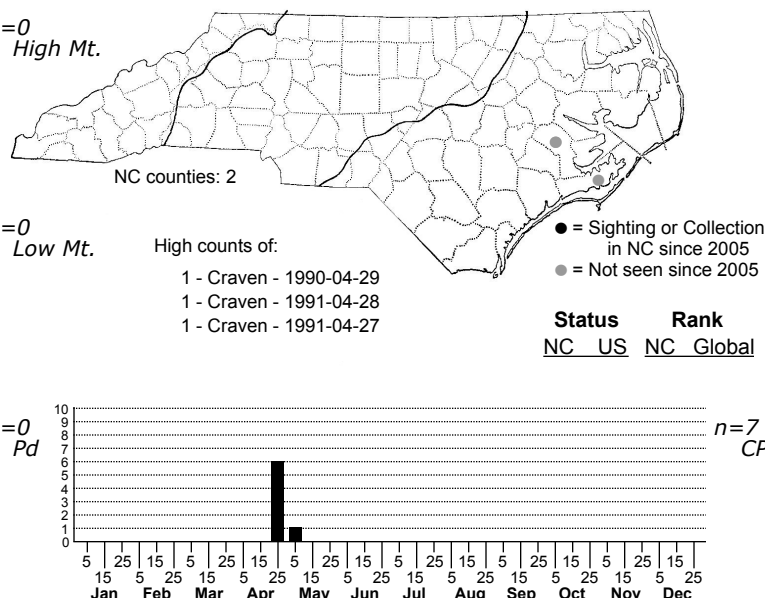 =0
High Mt.
NC counties: 2
=0
Low Mt.
High counts of:
1 - Craven - 1990-04-29
1 - Craven - 1991-04-28
1 - Craven - 1991-04-27
● = Sighting or Collection
in NC since 2005
● = Not seen since 2005
Status Rank
NC US NC Global
=0
Pd
n=7
CP
10
9
8
7
6
5
4
3
2
1
0
5 25 15 5 25 15 5 25 15 5 25 15 5 25 15 5 25 15
15 5 25 15 5 25 15 5 25 15 5 25 15 5 25 15 5 25
Jan Feb Mar Apr May Jun Jul Aug Sep Oct Nov Dec